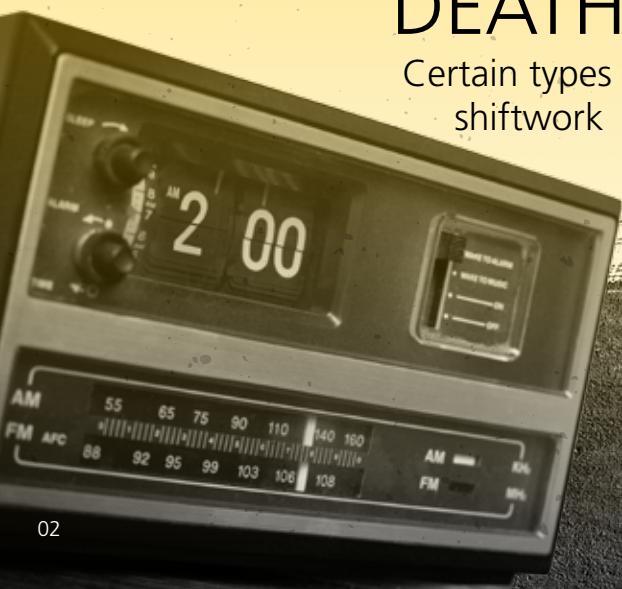 DEATH
Certain types
shiftwork
SLEEP
AM
2 00
ALARM
TIME
WAKE TO ALARM
WAKE TO MUSIC
ON
OFF
AM 55 65 75 90 110 140 160 KHz
FM AFC 88 92 95 99 103 106 108 MHz
AM
FM
02